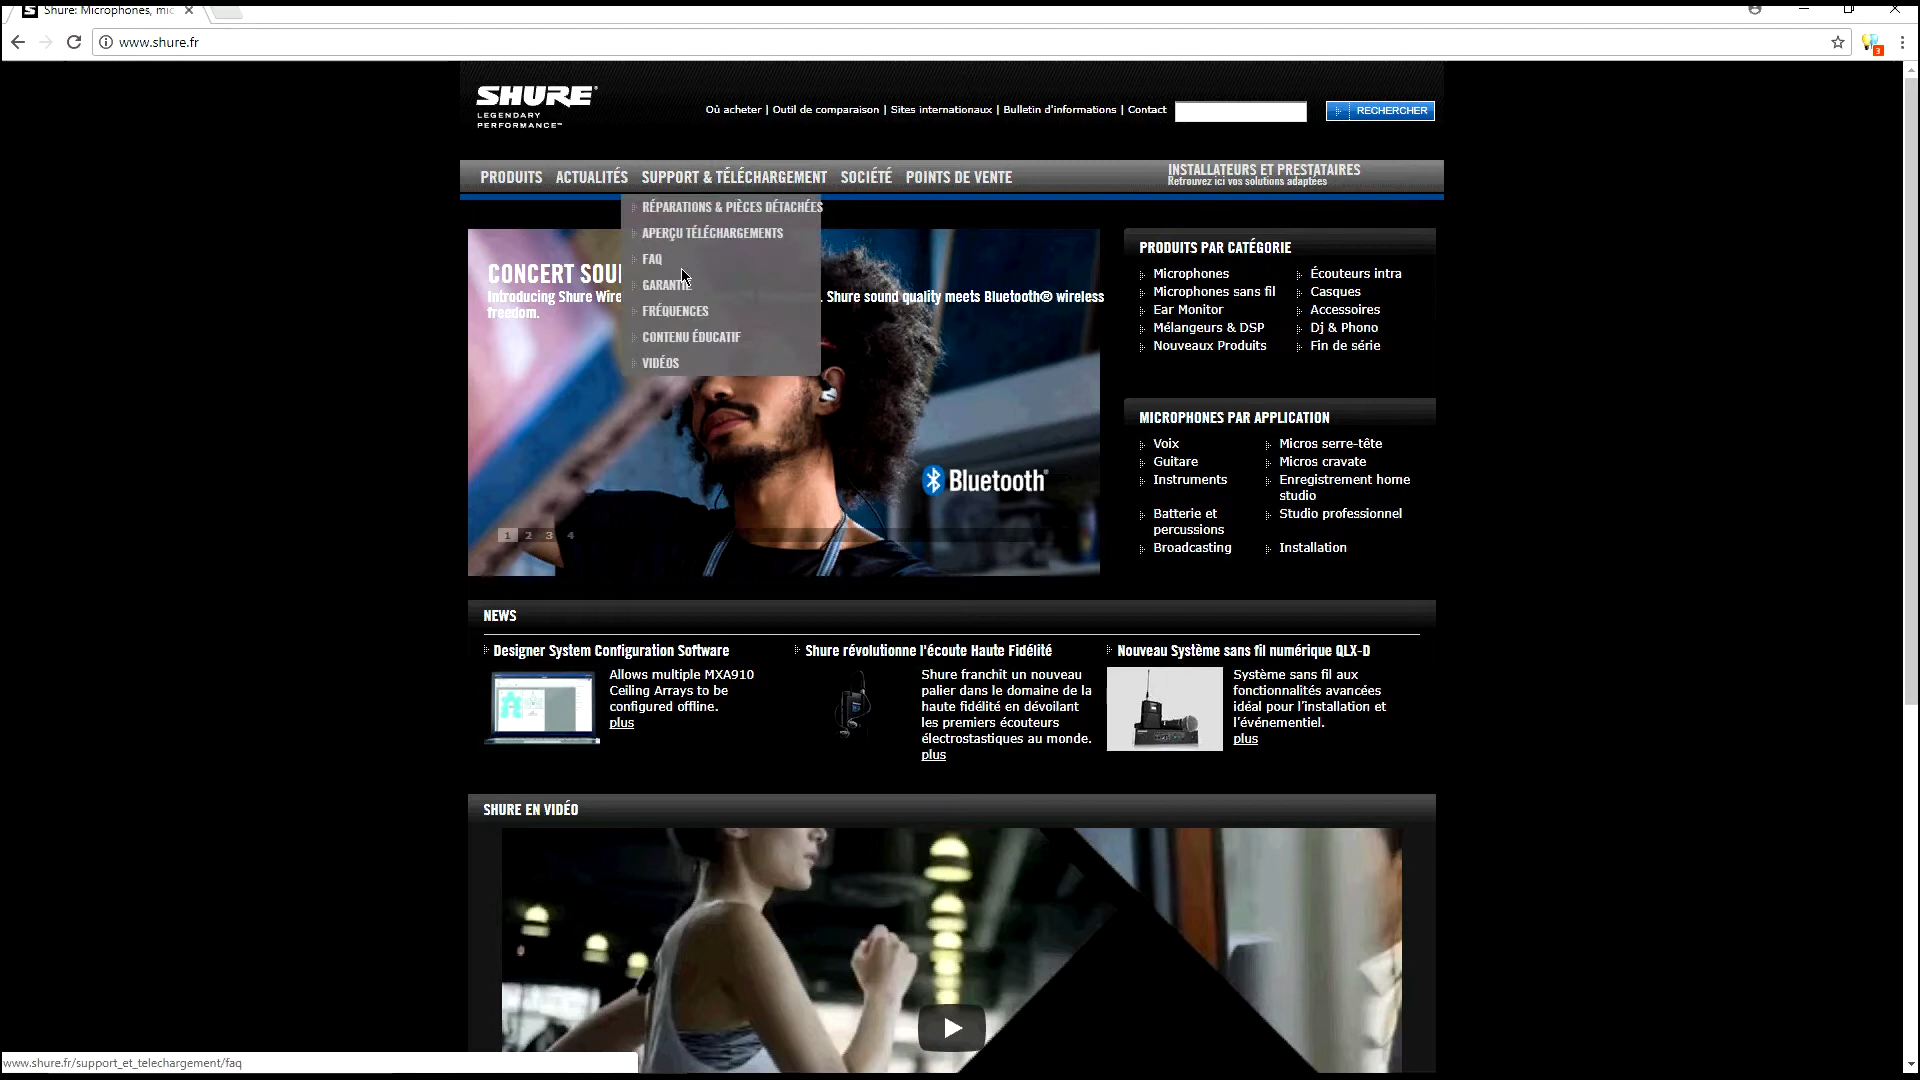 Shure: Microphones, mic
www.shure.fr
3
SHURE
LEGENDARY
PERFORMANCE™
Où acheter | Outil de comparaison | Sites internationaux | Bulletin d'informations | Contact
RECHERCHER
PRODUITS ACTUALITÉS SUPPORT & TÉLÉCHARGEMENT SOCIÉTÉ POINTS DE VENTE
INSTALLATEURS ET PRESTATAIRES
Retrouvez ici vos solutions adaptées
RÉPARATIONS & PIÈCES DÉTACHÉES
APERÇU TÉLÉCHARGEMENTS
FAQ
GARANTIE
FRÉQUENCES
CONTENU ÉDUCATIF
VIDÉOS
CONCERT SOU
Introducing Shure Wire . Shure sound quality meets Bluetooth® wireless
freedom.
Bluetooth®
1 2 3 4
PRODUITS PAR CATÉGORIE
Microphones Écouteurs intra
Microphones sans fil Casques
Ear Monitor Accessoires
Mélangeurs & DSP Dj & Phono
Nouveaux Produits Fin de série
MICROPHONES PAR APPLICATION
Voix Micros serre-tête
Guitare Micros cravate
Instruments Enregistrement home
studio
Batterie et Studio professionnel
percussions
Broadcasting Installation
NEWS
Designer System Configuration Software
Allows multiple MXA910
Ceiling Arrays to be
configured offline.
plus
Shure révolutionne l'écoute Haute Fidélité
Shure franchit un nouveau
palier dans le domaine de la
haute fidélité en dévoilant
les premiers écouteurs
électrostastiques au monde.
plus
Nouveau Système sans fil numérique QLX-D
Système sans fil aux
fonctionnalités avancées
idéal pour l'installation et
l'événementiel.
plus
SHURE EN VIDÉO
www.shure.fr/support_et_telechargement/faq